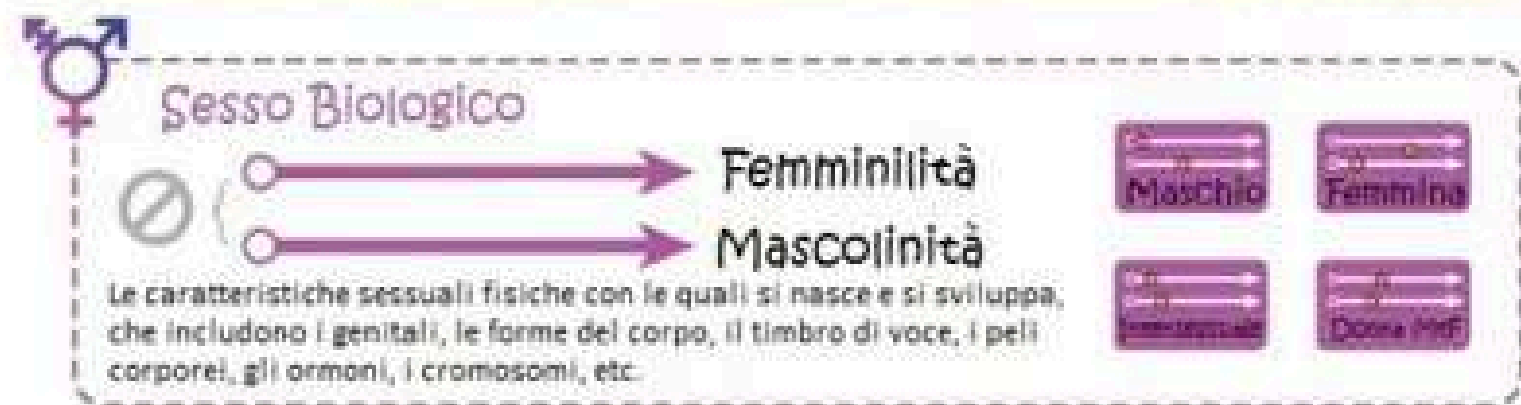 Sesso Biologico
Femminilità
Mascolinità
Le caratteristiche sessuali fisiche con le quali si nasce e si sviluppa,
che includono i genitali, le forme del corpo, il timbro di voce, i peli
corporei, gli ormoni, i cromosomi, etc.
Maschio
Femmina
Donna MtF